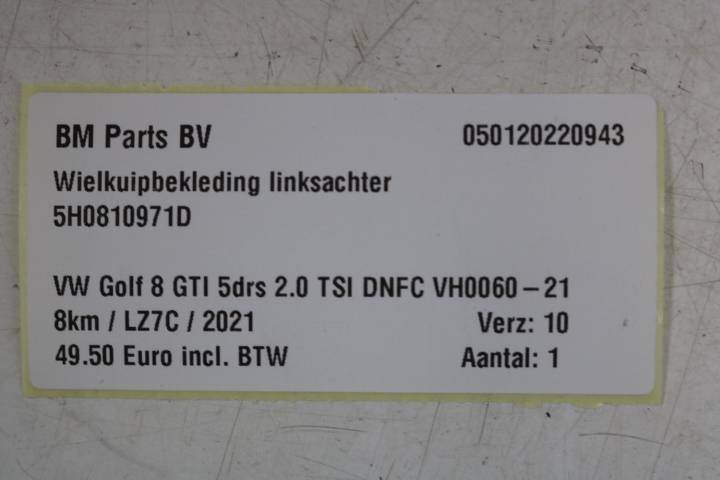 BM Parts BV 050120220943
Wielkuipbekleding linksachter
5H0810971D
VW Golf 8 GTI 5drs 2.0 TSI DNFC VH0060-21
8km / LZ7C / 2021 Verz: 10
49.50 Euro incl. BTW Aantal: 1